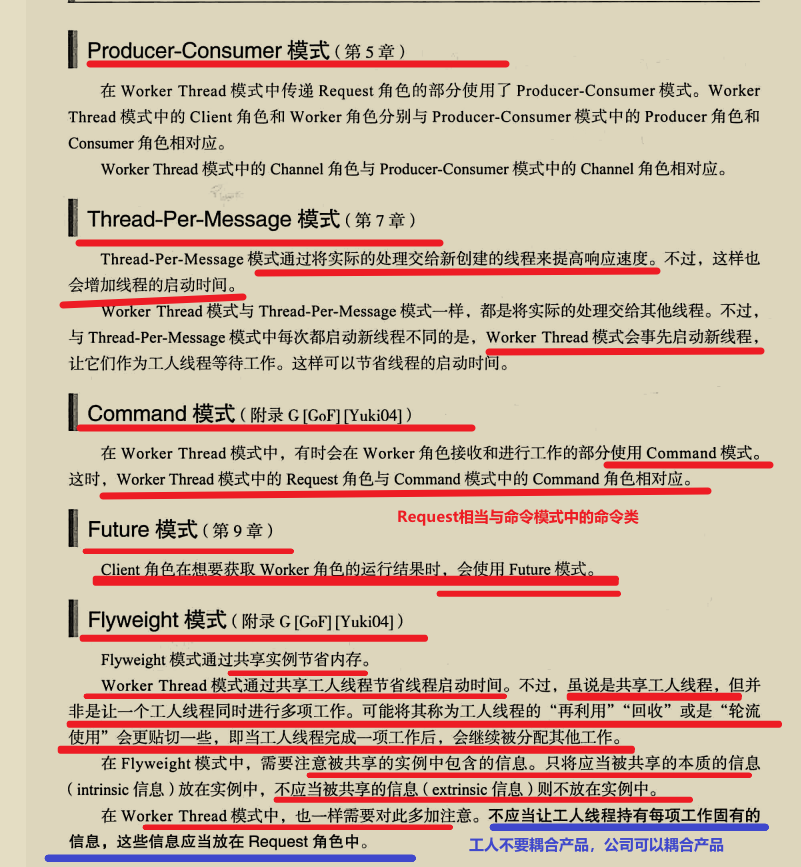 Producer-Consumer 模式（第 5 章）
在 Worker Thread 模式中传递 Request 角色的部分使用了 Producer-Consumer 模式。Worker
Thread 模式中的 Client 角色和 Worker 角色分别与 Producer-Consumer 模式中的 Producer 角色和
Consumer 角色相对应。
Worker Thread 模式中的 Channel 角色与 Producer-Consumer 模式中的 Channel 角色相对应。
Thread-Per-Message 模式（第 7 章）
Thread-Per-Message 模式通过将实际的处理交给新创建的线程来提高响应速度。不过，这样也
会增加线程的启动时间。
Worker Thread 模式与 Thread-Per-Message 模式一样，都是将实际的处理交给其他线程。不过，
与 Thread-Per-Message 模式中每次都启动新线程不同的是，Worker Thread 模式会事先启动新线程，
让它们作为工人线程等待工作。这样可以节省线程的启动时间。
Command 模式（附录 G [GoF] [Yuki04]）
在 Worker Thread 模式中，有时会在 Worker 角色接收和进行工作的部分使用 Command 模式。
这时，Worker Thread 模式中的 Request 角色与 Command 模式中的 Command 角色相对应。
Request相当与命令模式中的命令类
Future 模式（第 9 章）
Client 角色在想要获取 Worker 角色的运行结果时，会使用 Future 模式。
Flyweight 模式（附录 G [GoF] [Yuki04]）
Flyweight 模式通过共享实例节省内存。
Worker Thread 模式通过共享工人线程节省线程启动时间。不过，虽说是共享工人线程，但并
非是让一个工人线程同时进行多项工作。可能将其称为工人线程的“再利用”“回收”或是“轮流
使用”会更贴切一些，即当工人线程完成一项工作后，会继续被分配其他工作。
在 Flyweight 模式中，需要注意被共享的实例中包含的信息。只将应当被共享的本质的信息
（intrinsic 信息）放在实例中，不应当被共享的信息（extrinsic 信息）则不放在实例中。
在 Worker Thread 模式中，也一样需要对此多加注意。不应当让工人线程持有每项工作固有的
信息，这些信息应当放在 Request 角色中。
工人不要耦合产品，公司可以耦合产品